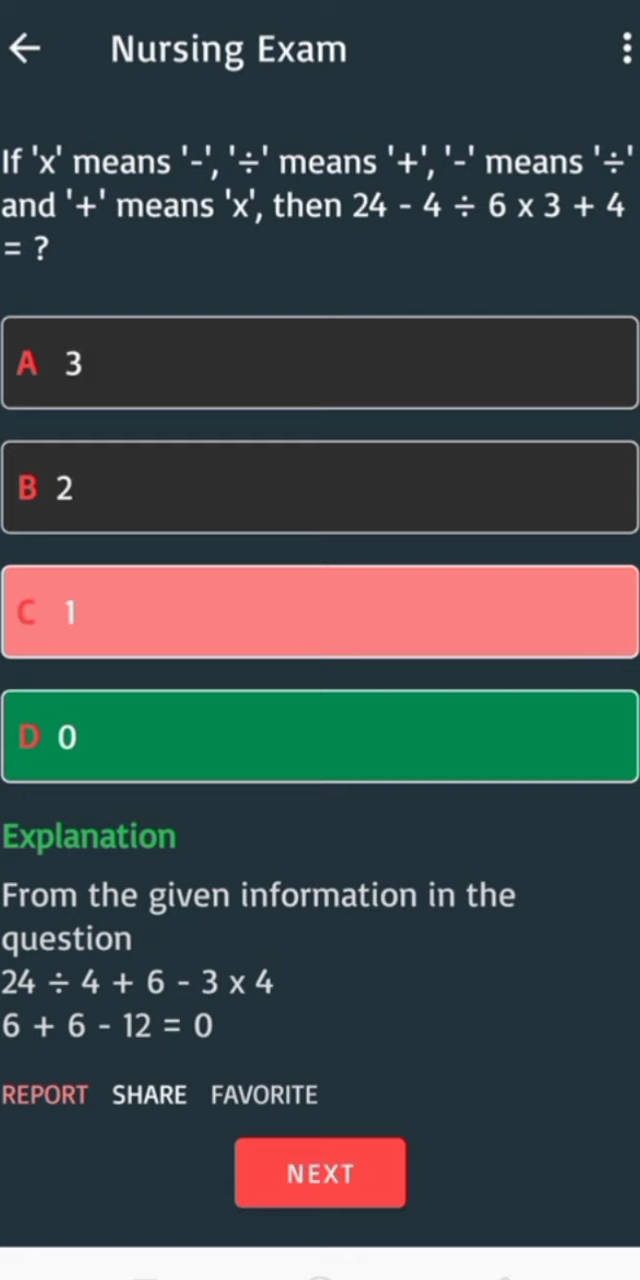 Nursing Exam
If 'x' means '-', '÷' means '+', '-' means '÷'
and '+' means 'x', then 24 - 4 ÷ 6 x 3 + 4
= ?
A 3
B 2
C 1
D 0
Explanation
From the given information in the
question
24 ÷ 4 + 6 - 3 x 4
6 + 6 - 12 = 0
REPORT SHARE FAVORITE
NEXT